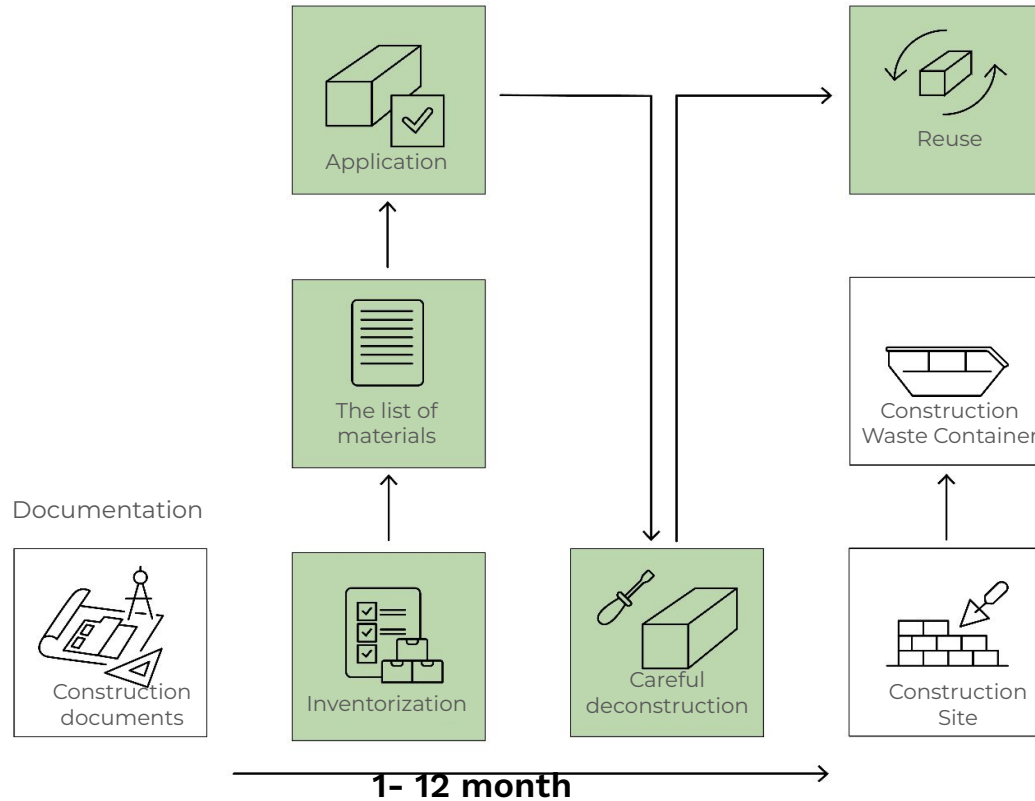 Application
Reuse
The list of
materials
Construction
Waste Container
Documentation
Construction
documents
Inventorization
Careful
deconstruction
Construction
Site
1- 12 month